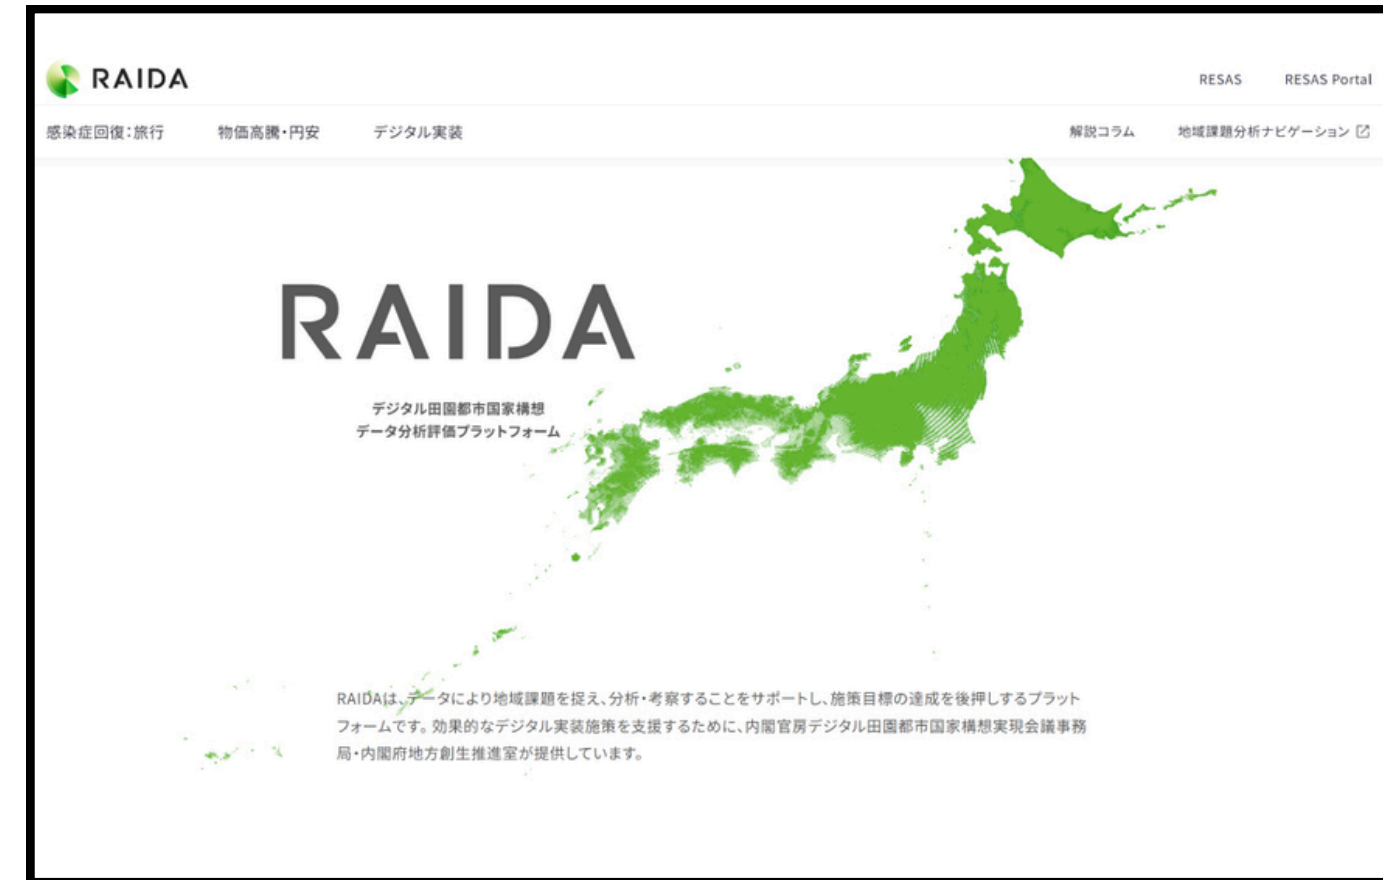 RAIDA
RESAS RESAS Portal
感染症回復：旅行 物価高騰・円安 デジタル実装 解説コラム 地域課題分析ナビゲーション
RAIDA
デジタル田園都市国家構想
データ分析評価プラットフォーム
RAIDAは、データにより地域課題を捉え、分析・考察することをサポートし、施策目標の達成を後押しするプラット
フォームです。効果的なデジタル実装施策を支援するために、内閣官房デジタル田園都市国家構想実現会議事務
局・内閣府地方創生推進室が提供しています。